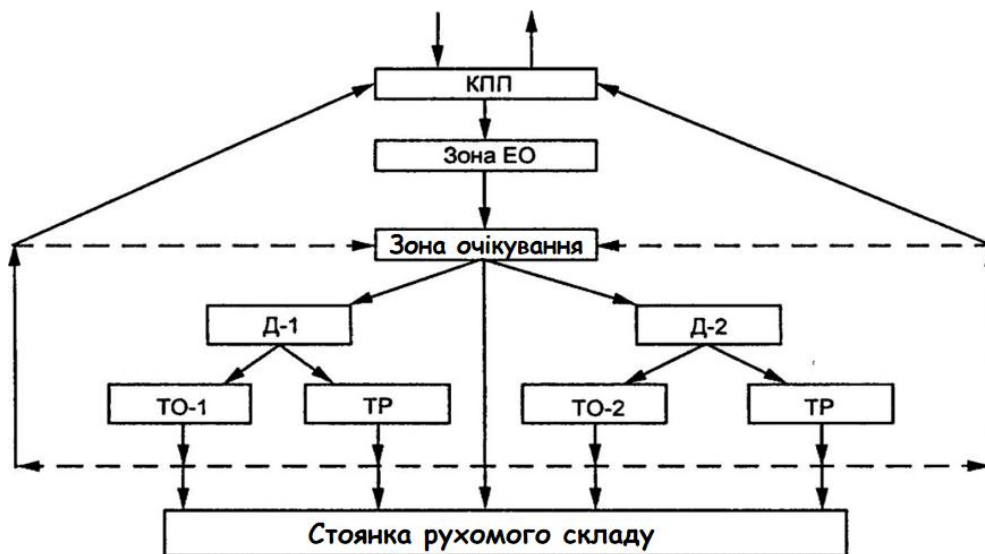 КПП
Зона ЕО
Зона очікування
Д-1
Д-2
ТО-1
ТР
ТО-2
ТР
Стоянка рухомого складу